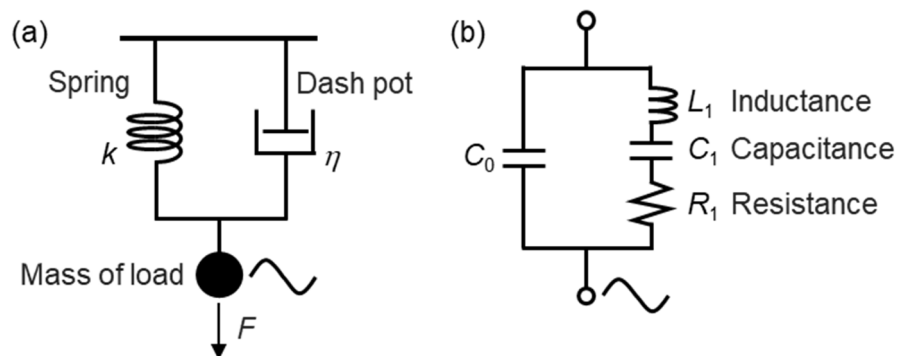 (a)
Spring
Dash pot
k
η
Mass of load
F
(b)
L₁ Inductance
C₀
C₁ Capacitance
R₁ Resistance